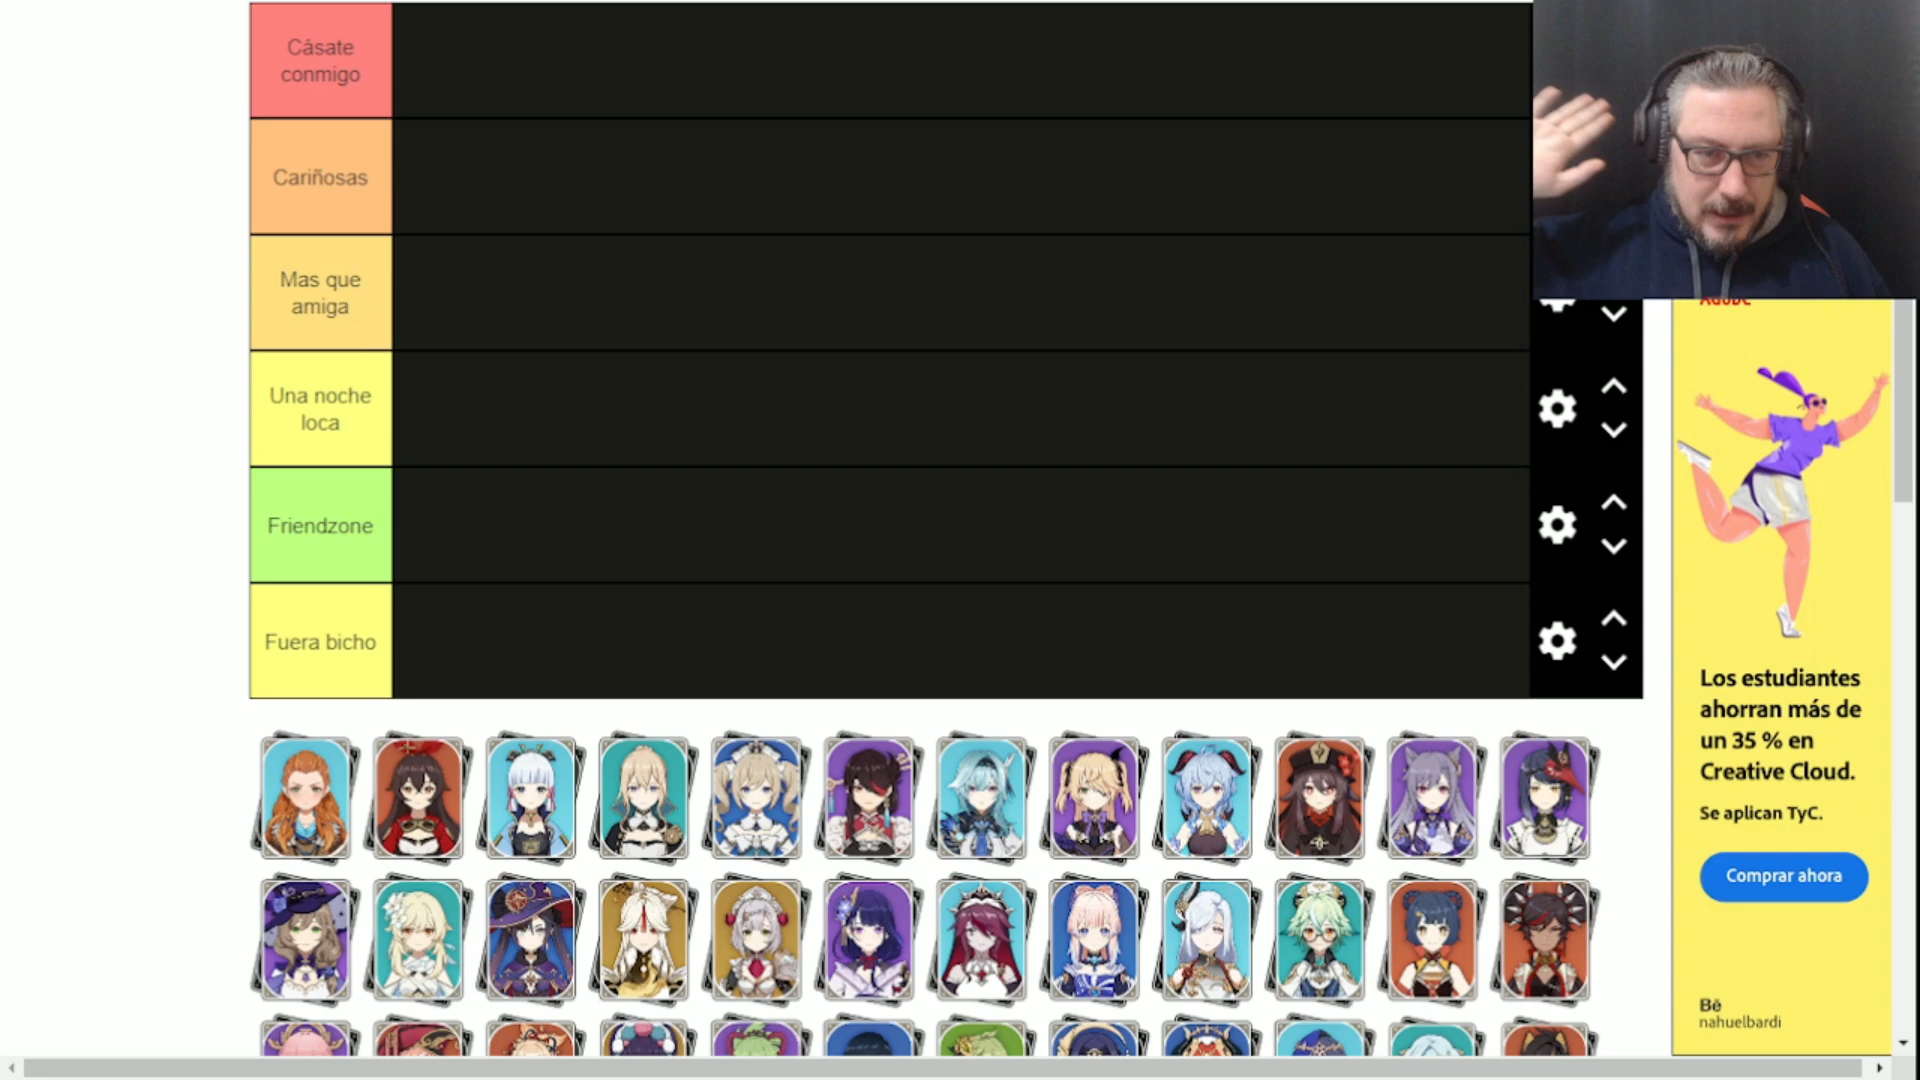 Cásate
conmigo
Cariñosas
Mas que
amiga
Una noche
loca
Friendzone
Fuera bicho
Los estudiantes
ahorran más de
un 35 % en
Creative Cloud.
Se aplican TyC.
Comprar ahora
Bē
nahuelbardi